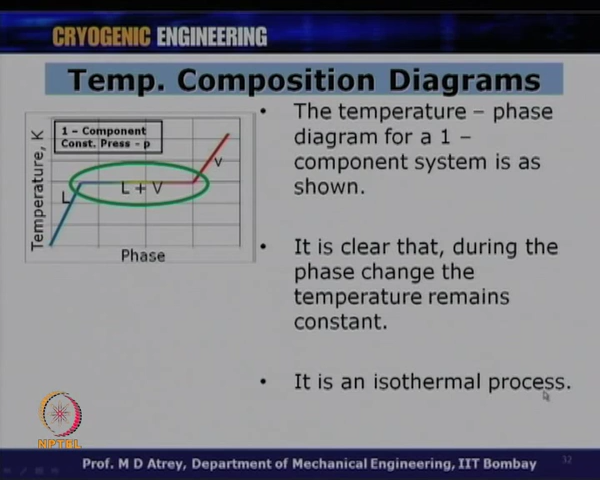 CRYOGENIC ENGINEERING
Temp. Composition Diagrams
1 – Component
Const. Press - p
Temperature, K
L
L + V
V
Phase
• The temperature – phase
diagram for a 1 –
component system is as
shown.
• It is clear that, during the
phase change the
temperature remains
constant.
• It is an isothermal process.
NPTEL
Prof. M D Atrey, Department of Mechanical Engineering, IIT Bombay
32